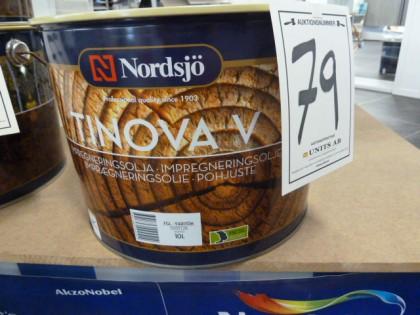 AUKTIONSNUMMER
79
UNITS AB
N Nordsjö
Professional quality since 1903
TINOVA V
IMPREGNERINGSOLJA · IMPREGNERINGSOLJE
IMPRÆGNERINGSOLIE · POHJUSTE
10L
AkzoNobel